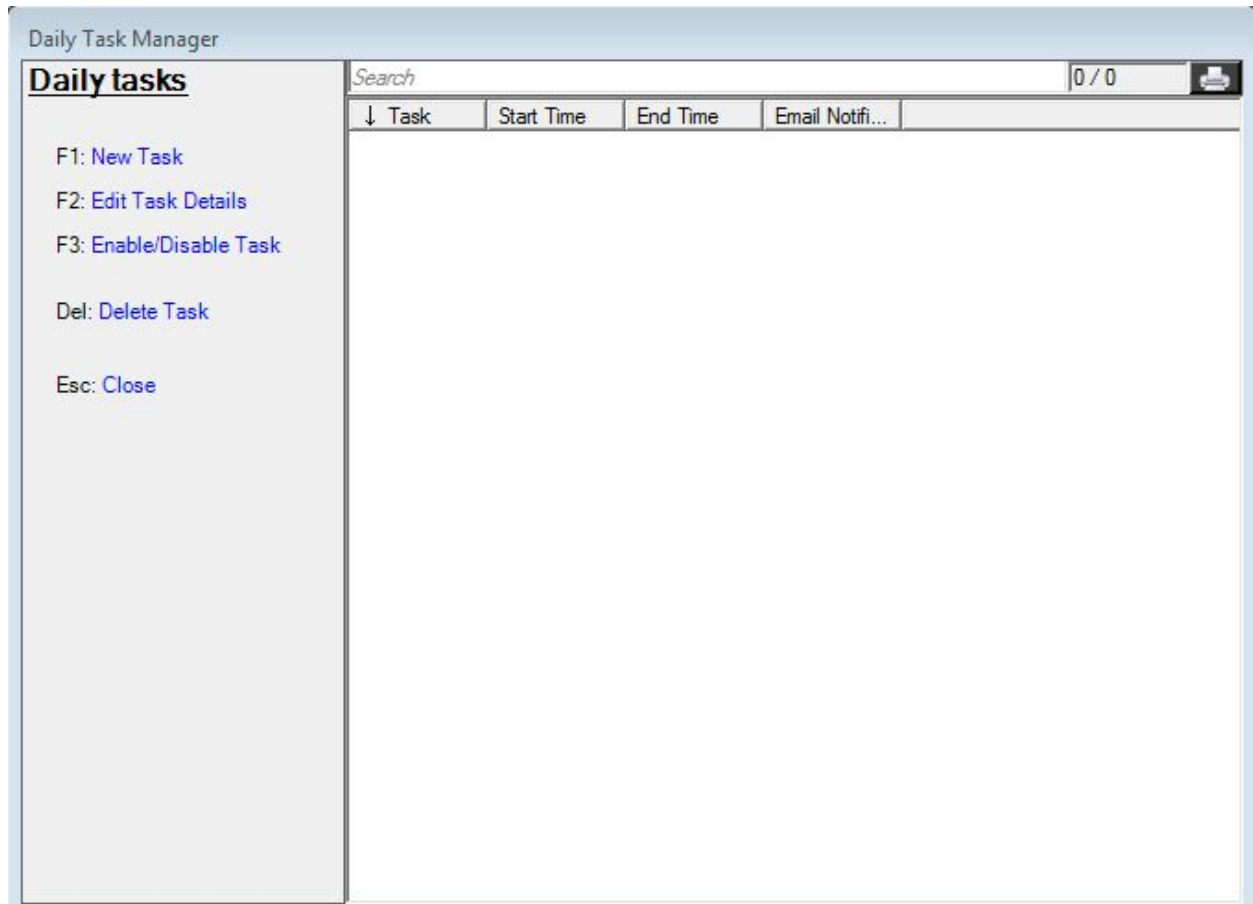 Daily Task Manager
Daily tasks
Search
0 / 0
↓ Task Start Time End Time Email Notifi...
F1: New Task
F2: Edit Task Details
F3: Enable/Disable Task
Del: Delete Task
Esc: Close